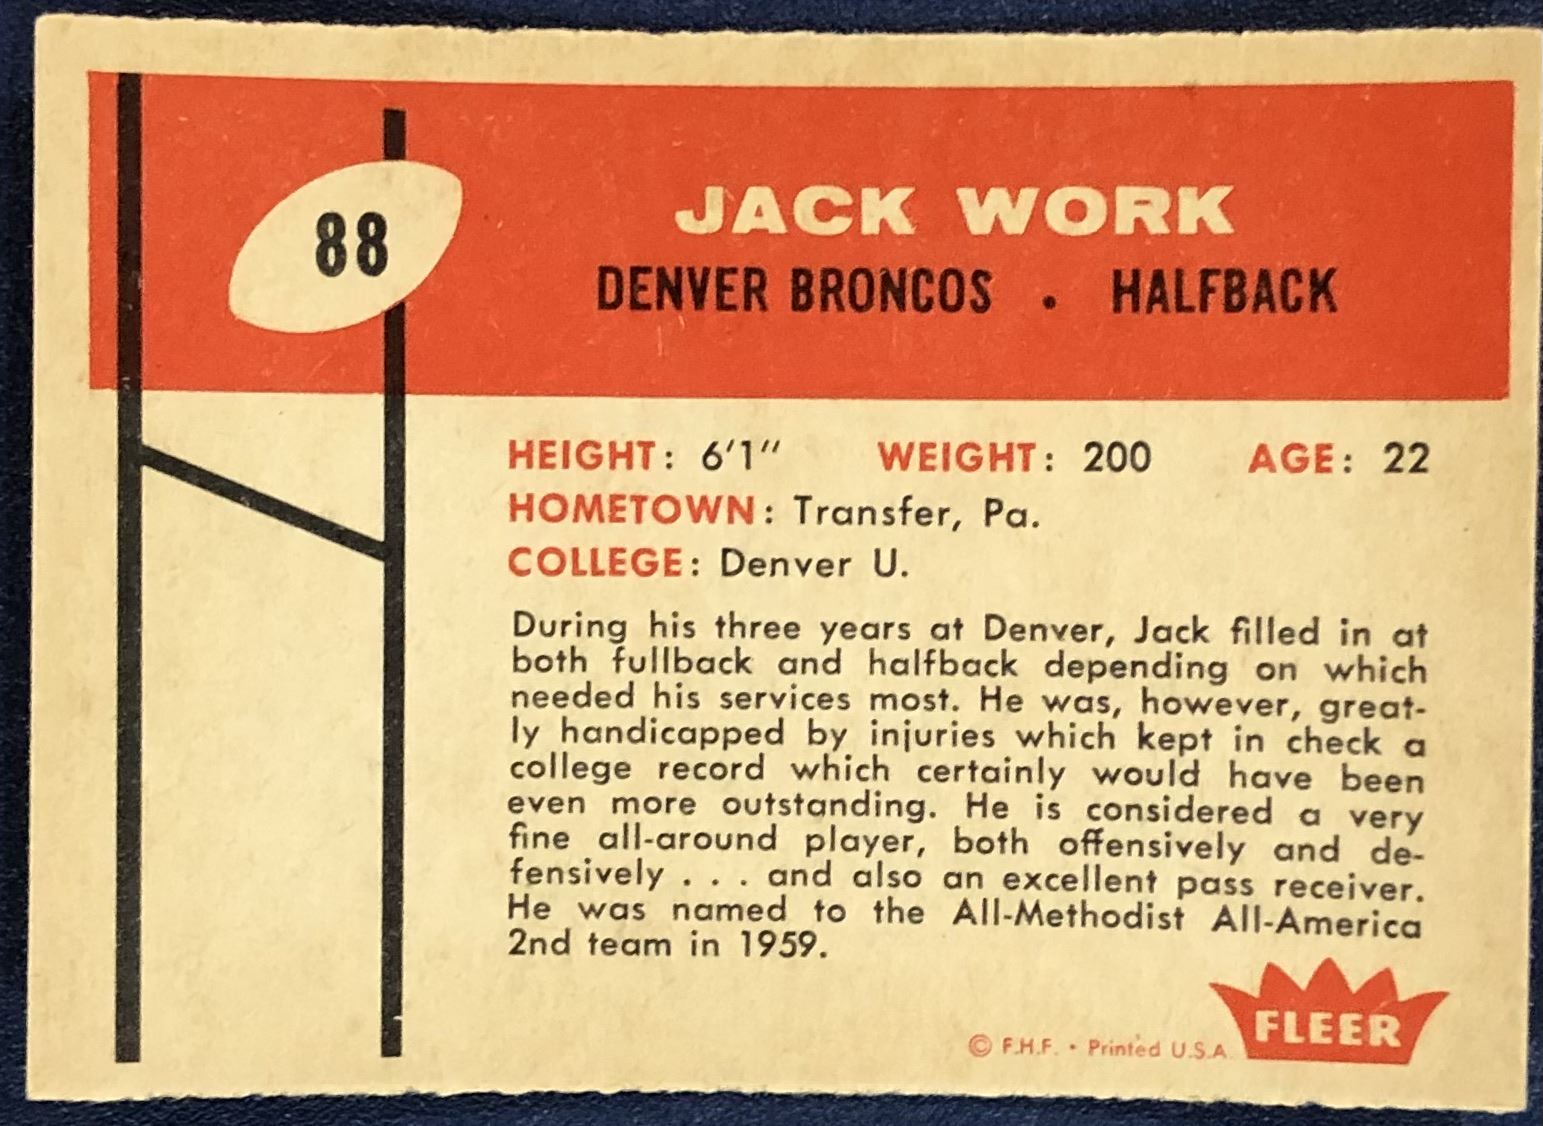 88
JACK WORK
DENVER BRONCOS • HALFBACK
HEIGHT: 6'1" WEIGHT: 200 AGE: 22
HOMETOWN: Transfer, Pa.
COLLEGE: Denver U.
During his three years at Denver, Jack filled in at
both fullback and halfback depending on which
needed his services most. He was, however, great-
ly handicapped by injuries which kept in check a
college record which certainly would have been
even more outstanding. He is considered a very
fine all-around player, both offensively and de-
fensively . . . and also an excellent pass receiver.
He was named to the All-Methodist All-America
2nd team in 1959.
FLEER
© F.H.F. • Printed U.S.A.